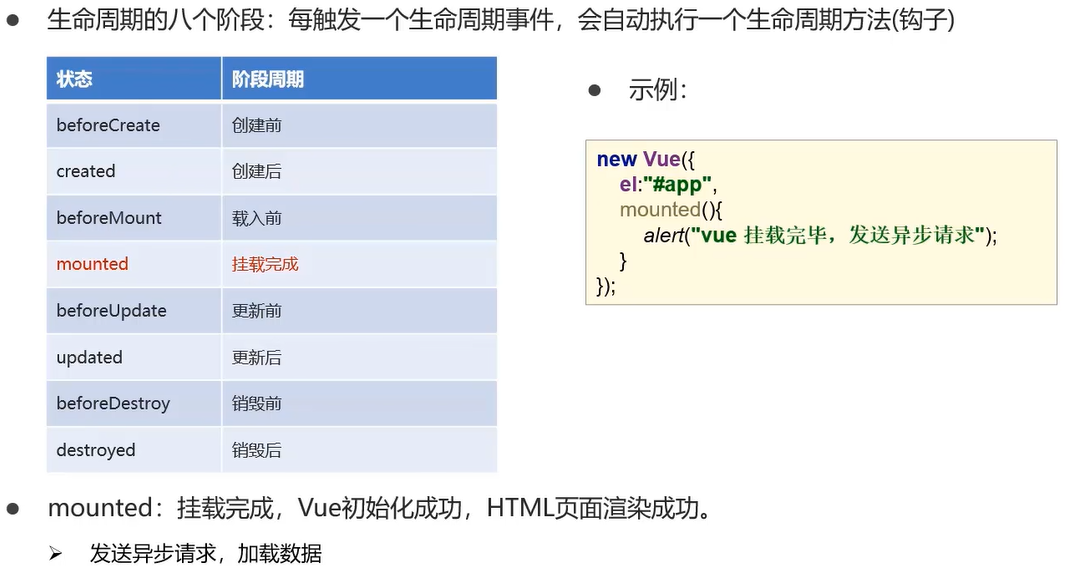 ● 生命周期的八个阶段：每触发一个生命周期事件，会自动执行一个生命周期方法(钩子)
状态 阶段周期
beforeCreate 创建前
created 创建后
beforeMount 载入前
mounted 挂载完成
beforeUpdate 更新前
updated 更新后
beforeDestroy 销毁前
destroyed 销毁后
● 示例：
new Vue({
el:"#app",
mounted(){
alert("vue 挂载完毕，发送异步请求");
}
});
● mounted：挂载完成，Vue初始化成功，HTML页面渲染成功。
➢ 发送异步请求，加载数据